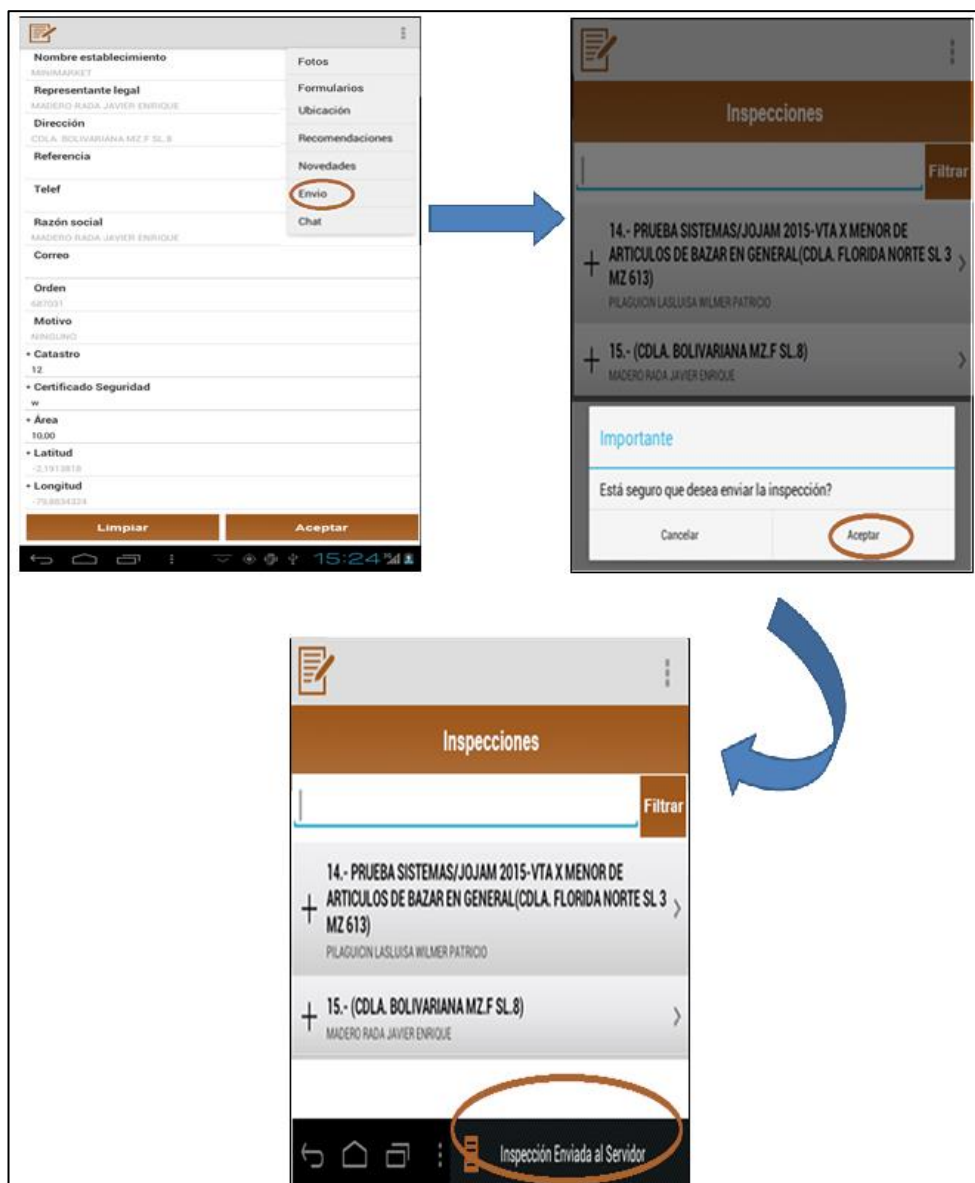 Nombre establecimiento
MINIMARKET
Representante legal
MADERO RADA JAVIER ENRIQUE
Dirección
CDLA. BOLIVARIANA MZ.F SL.8
Referencia
Telef
Razón social
MADERO RADA JAVIER ENRIQUE
Correo
Orden
687031
Motivo
NINGUNO
* Catastro
12
* Certificado Seguridad
w
* Área
10,00
* Latitud
-2,1913818
* Longitud
-79,8834324
Limpiar
Aceptar
15:24
Fotos
Formularios
Ubicación
Recomendaciones
Novedades
Envio
Chat
Inspecciones
Filtrar
14.- PRUEBA SISTEMAS/JOJAM 2015-VTA X MENOR DE
ARTICULOS DE BAZAR EN GENERAL(CDLA. FLORIDA NORTE SL 3
MZ 613)
PILAGUICION LASLUISA WILMER PATRICIO
15.- (CDLA. BOLIVARIANA MZ.F SL.8)
MADERO RADA JAVIER ENRIQUE
Importante
Está seguro que desea enviar la inspección?
Cancelar
Aceptar
Inspecciones
Filtrar
14.- PRUEBA SISTEMAS/JOJAM 2015-VTA X MENOR DE
ARTICULOS DE BAZAR EN GENERAL(CDLA. FLORIDA NORTE SL 3
MZ 613)
PILAGUICION LASLUISA WILMER PATRICIO
15.- (CDLA. BOLIVARIANA MZ.F SL.8)
MADERO RADA JAVIER ENRIQUE
Inspección Enviada al Servidor